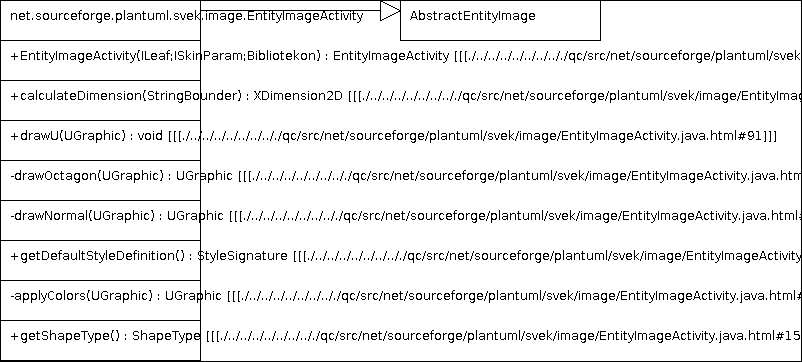 net.sourceforge.plantuml.svek.image.EntityImageActivity
AbstractEntityImage
+EntityImageActivity(ILeaf;ISkinParam;Bibliotekon) : EntityImageActivity [[[./../../../../../../../../qc/src/net/sourceforge/plantuml/svek
+calculateDimension(StringBounder) : XDimension2D [[[./../../../../../../../../qc/src/net/sourceforge/plantuml/svek/image/EntityImag
+drawU(UGraphic) : void [[[./../../../../../../../../qc/src/net/sourceforge/plantuml/svek/image/EntityImageActivity.java.html#91]]]
-drawOctagon(UGraphic) : UGraphic [[[./../../../../../../../../qc/src/net/sourceforge/plantuml/svek/image/EntityImageActivity.java.htm
-drawNormal(UGraphic) : UGraphic [[[./../../../../../../../../qc/src/net/sourceforge/plantuml/svek/image/EntityImageActivity.java.html#
+getDefaultStyleDefinition() : StyleSignature [[[./../../../../../../../../qc/src/net/sourceforge/plantuml/svek/image/EntityImageActivity
-applyColors(UGraphic) : UGraphic [[[./../../../../../../../../qc/src/net/sourceforge/plantuml/svek/image/EntityImageActivity.java.html#
+getShapeType() : ShapeType [[[./../../../../../../../../qc/src/net/sourceforge/plantuml/svek/image/EntityImageActivity.java.html#15